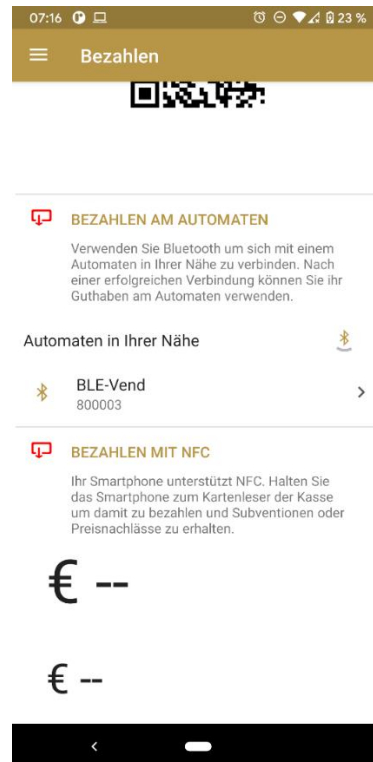 07:16
23 %
Bezahlen
BEZAHLEN AM AUTOMATEN
Verwenden Sie Bluetooth um sich mit einem
Automaten in Ihrer Nähe zu verbinden. Nach
einer erfolgreichen Verbindung können Sie ihr
Guthaben am Automaten verwenden.
Automaten in Ihrer Nähe
BLE-Vend
800003
BEZAHLEN MIT NFC
Ihr Smartphone unterstützt NFC. Halten Sie
das Smartphone zum Kartenleser der Kasse
um damit zu bezahlen und Subventionen oder
Preisnachlässe zu erhalten.
€ --
€ --